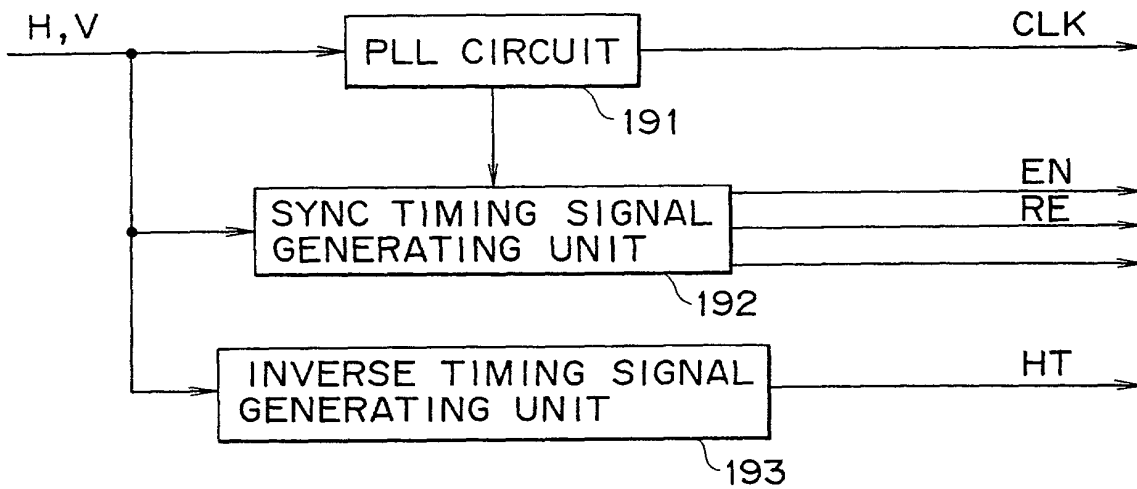 H,V
PLL CIRCUIT
CLK
191
SYNC TIMING SIGNAL
GENERATING UNIT
EN
RE
192
INVERSE TIMING SIGNAL
GENERATING UNIT
HT
193